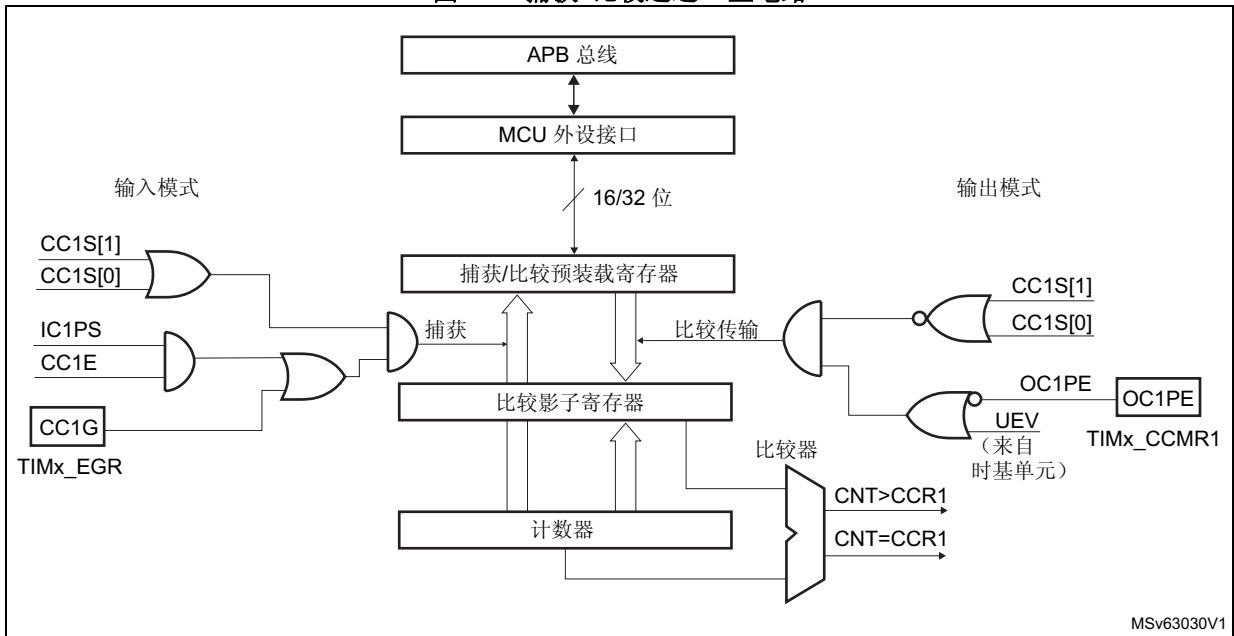 APB 总线
MCU 外设接口
输入模式
16/32 位
输出模式
CC1S[1]
CC1S[0]
捕获/比较预装载寄存器
CC1S[1]
CC1S[0]
IC1PS
CC1E
捕获
比较传输
比较影子寄存器
OC1PE
OC1PE
CC1G
UEV
(来自
时基单元)
TIMx_CCMR1
TIMx_EGR
比较器
计数器
CNT>CCR1
CNT=CCR1
MSv63030V1